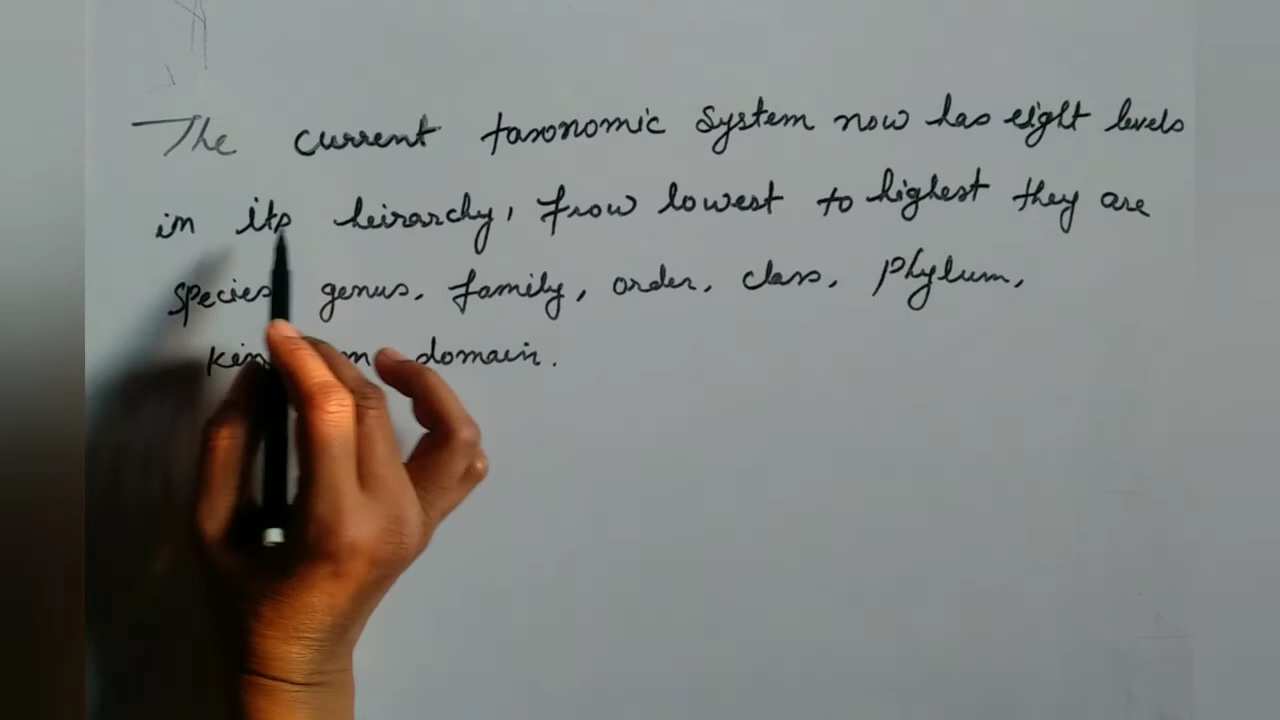 The current taxonomic system now has eight levels
in its heirarchy, from lowest to highest they are
species genus, family, order, class, phylum,
domain.